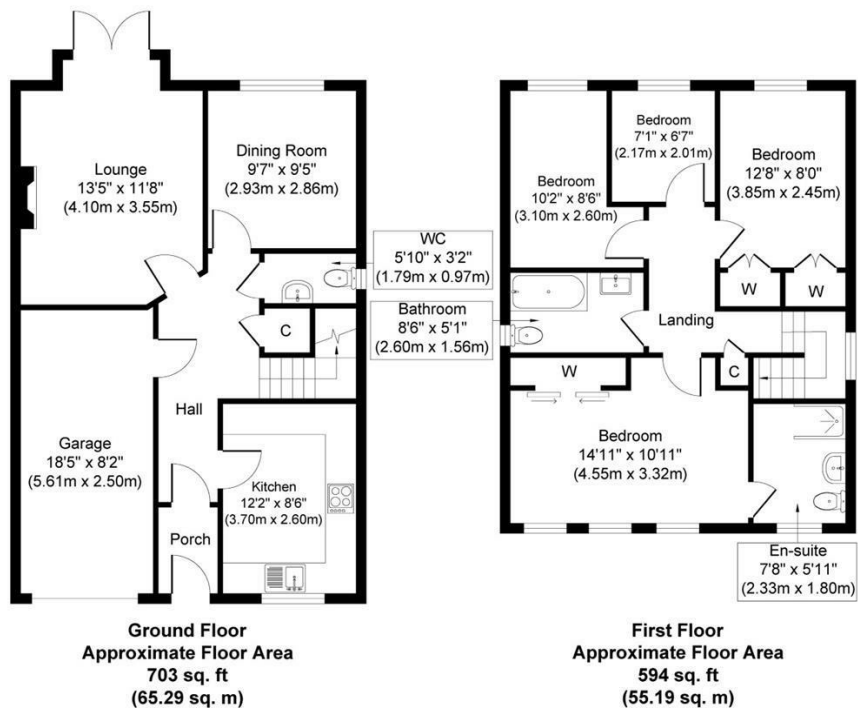 Lounge
13'5" x 11'8"
(4.10m x 3.55m)
Dining Room
9'7" x 9'5"
(2.93m x 2.86m)
WC
5'10" x 3'2"
(1.79m x 0.97m)
Bathroom
8'6" x 5'1"
(2.60m x 1.56m)
C
Hall
Garage
18'5" x 8'2"
(5.61m x 2.50m)
Kitchen
12'2" x 8'6"
(3.70m x 2.60m)
Porch
Ground Floor
Approximate Floor Area
703 sq. ft
(65.29 sq. m)
Bedroom
10'2" x 8'6"
(3.10m x 2.60m)
Bedroom
7'1" x 6'7"
(2.17m x 2.01m)
Bedroom
12'8" x 8'0"
(3.85m x 2.45m)
W
W
Landing
C
W
Bedroom
14'11" x 10'11"
(4.55m x 3.32m)
En-suite
7'8" x 5'11"
(2.33m x 1.80m)
First Floor
Approximate Floor Area
594 sq. ft
(55.19 sq. m)